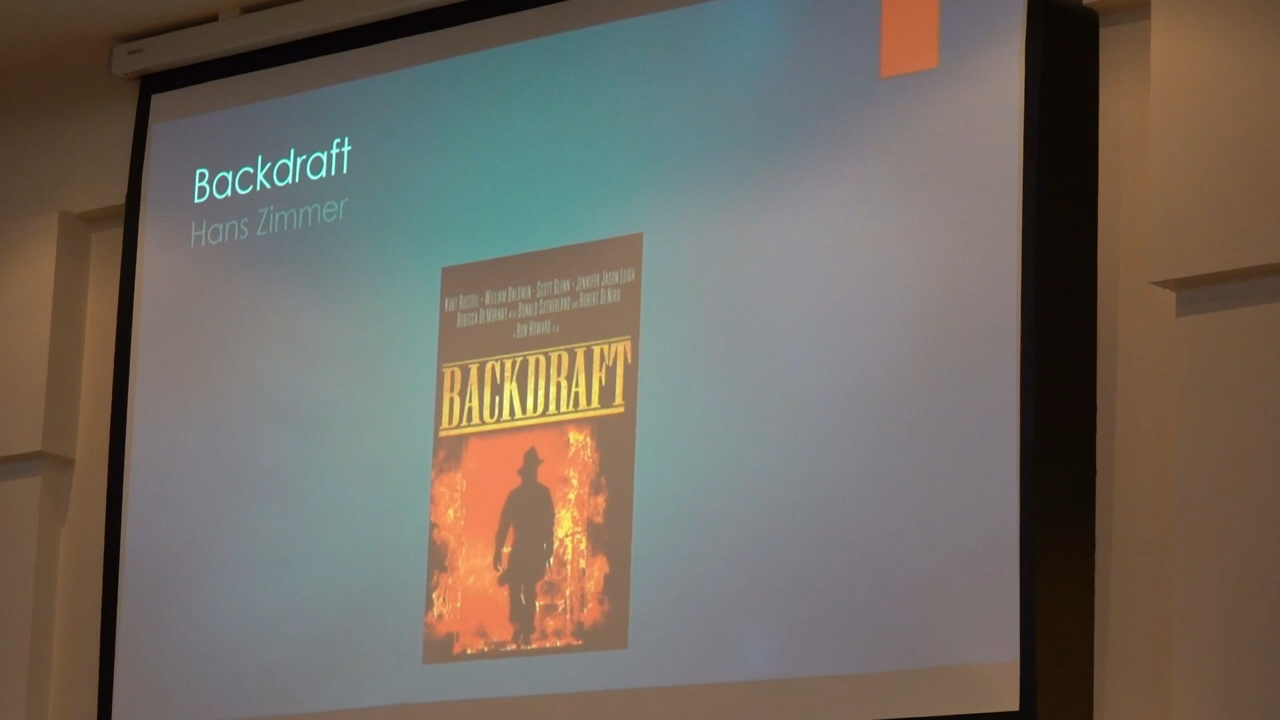 Backdraft
Hans Zimmer
KURT RUSSELL · WILLIAM BALDWIN · SCOTT GLENN · JENNIFER JASON LEIGH
REBECCA DEMORNAY WITH DONALD SUTHERLAND AND ROBERT DENIRO
A RON HOWARD FILM
BACKDRAFT